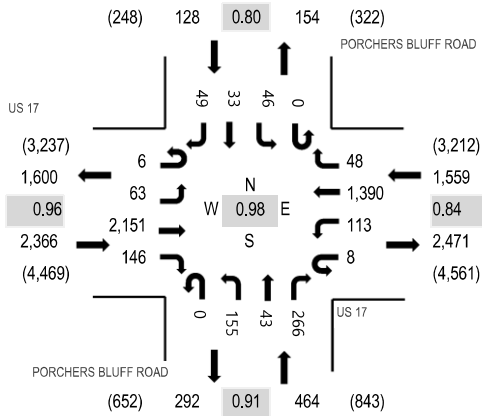 (248) 128 0.80 154 (322)
PORCHERS BLUFF ROAD
49 33 46 0
US 17
(3,237) (3,212)
6 48
1,600 1,559
63 N 1,390
0.96 W 0.98 E 0.84
2,151 113
2,366 S 2,471
146 8
(4,469) (4,561)
0 155 43 266
US 17
PORCHERS BLUFF ROAD
(652) 292 0.91 464 (843)